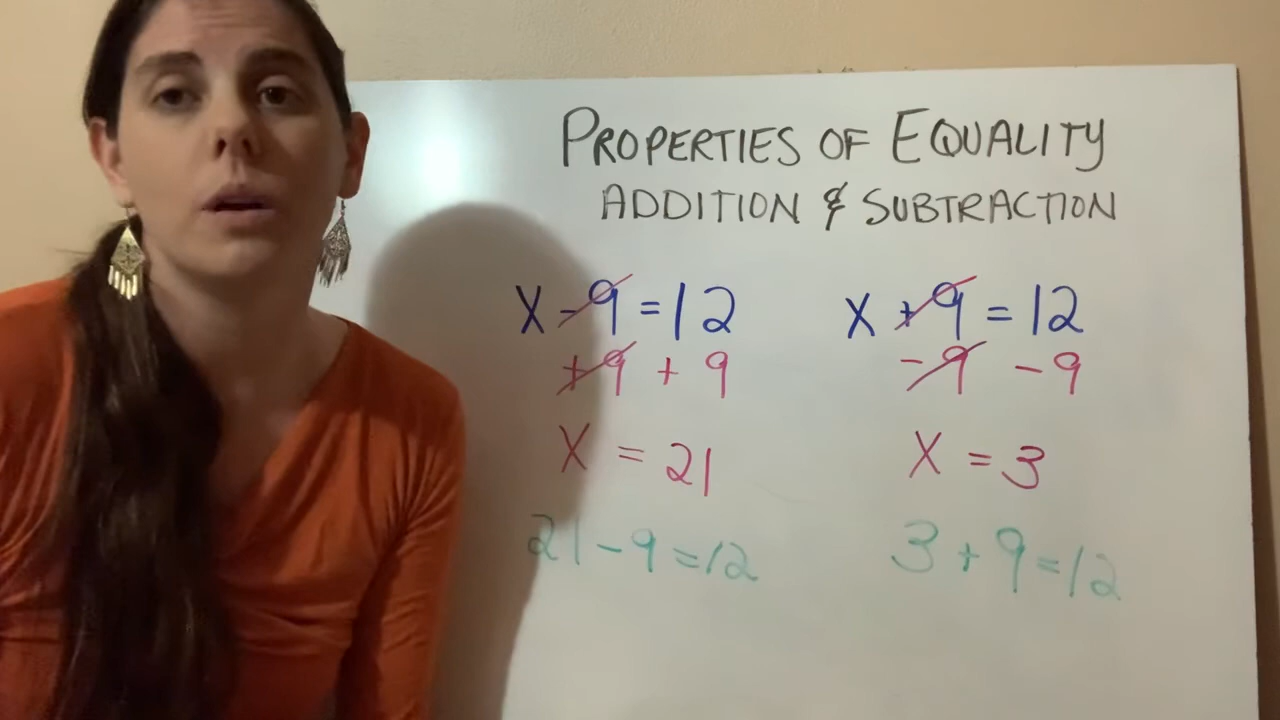 PROPERTIES OF EQUALITY
ADDITION & SUBTRACTION
X - 9 = 12
+ 9 + 9
X = 21
21 - 9 = 12
X + 9 = 12
- 9 - 9
X = 3
3 + 9 = 12